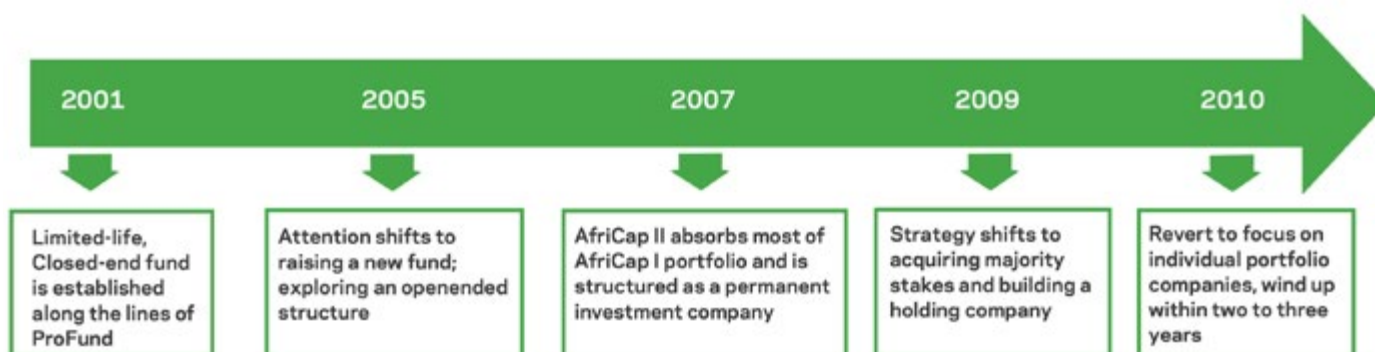 2001 2005 2007 2009 2010
Limited-life,
Closed-end fund
is established
along the lines of
ProFund
Attention shifts to
raising a new fund;
exploring an openended
structure
AfriCap II absorbs most of
AfriCap I portfolio and is
structured as a permanent
investment company
Strategy shifts to
acquiring majority
stakes and building a
holding company
Revert to focus on
individual portfolio
companies, wind up
within two to three
years